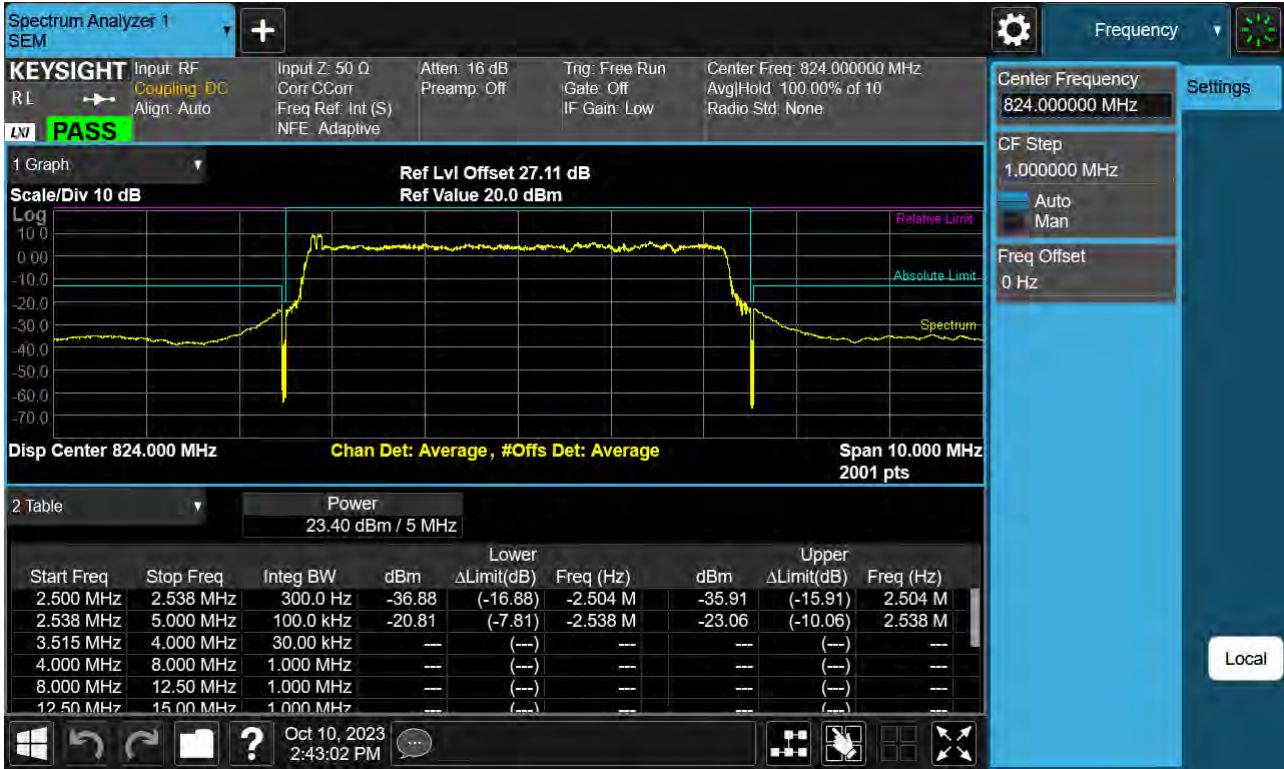 Spectrum Analyzer 1
SEM
Frequency
KEYSIGHT
RL
LXI
PASS
Input: RF
Coupling: DC
Align: Auto
Input Z: 50 Ω
Corr CCorr
Freq Ref: Int (S)
NFE: Adaptive
Atten: 16 dB
Preamp: Off
Trig: Free Run
Gate: Off
IF Gain: Low
Center Freq: 824.000000 MHz
Avg|Hold: 100.00% of 10
Radio Std: None
Center Frequency
824.000000 MHz
Settings
CF Step
1.000000 MHz
Auto
Man
Freq Offset
0 Hz
1 Graph
Scale/Div 10 dB
Ref Lvl Offset 27.11 dB
Ref Value 20.0 dBm
Log
10.0
0.00
-10.0
-20.0
-30.0
-40.0
-50.0
-60.0
-70.0
Relative Limit
Absolute Limit
Spectrum
Disp Center 824.000 MHz
Chan Det: Average, #Offs Det: Average
Span 10.000 MHz
2001 pts
2 Table
Power
23.40 dBm / 5 MHz
Lower Upper
Start Freq Stop Freq Integ BW dBm ΔLimit(dB) Freq (Hz) dBm ΔLimit(dB) Freq (Hz)
2.500 MHz 2.538 MHz 300.0 Hz -36.88 (-16.88) -2.504 M -35.91 (-15.91) 2.504 M
2.538 MHz 5.000 MHz 100.0 kHz -20.81 (-7.81) -2.538 M -23.06 (-10.06) 2.538 M
3.515 MHz 4.000 MHz 30.00 kHz --- (---) --- --- (---) ---
4.000 MHz 8.000 MHz 1.000 MHz --- (---) --- --- (---) ---
8.000 MHz 12.50 MHz 1.000 MHz --- (---) --- --- (---) ---
12.50 MHz 15.00 MHz 1.000 MHz --- (---) --- --- (---) ---
Local
?
Oct 10, 2023
2:43:02 PM